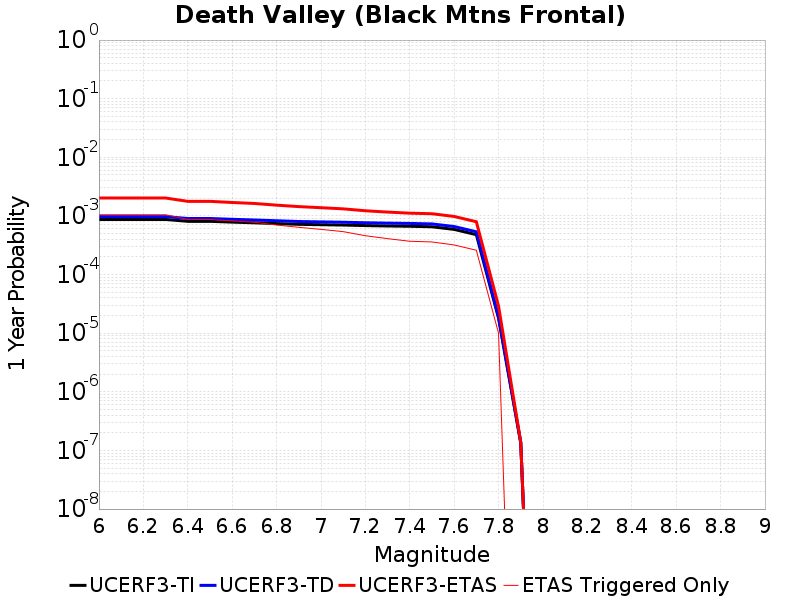 Death Valley (Black Mtns Frontal)
10^0
10^-1
10^-2
10^-3
10^-4
10^-5
10^-6
10^-7
10^-8
1 Year Probability
6 6.2 6.4 6.6 6.8 7 7.2 7.4 7.6 7.8 8 8.2 8.4 8.6 8.8 9
Magnitude
UCERF3-TI UCERF3-TD UCERF3-ETAS ETAS Triggered Only